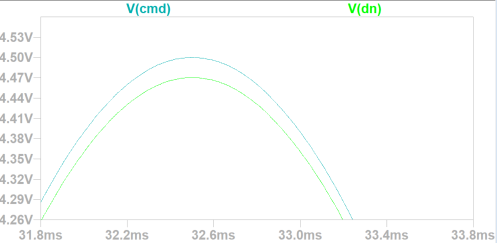 V(cmd) V(dn)
4.53V
4.50V
4.47V
4.44V
4.41V
4.38V
4.35V
4.32V
4.29V
4.26V
31.8ms 32.2ms 32.6ms 33.0ms 33.4ms 33.8ms